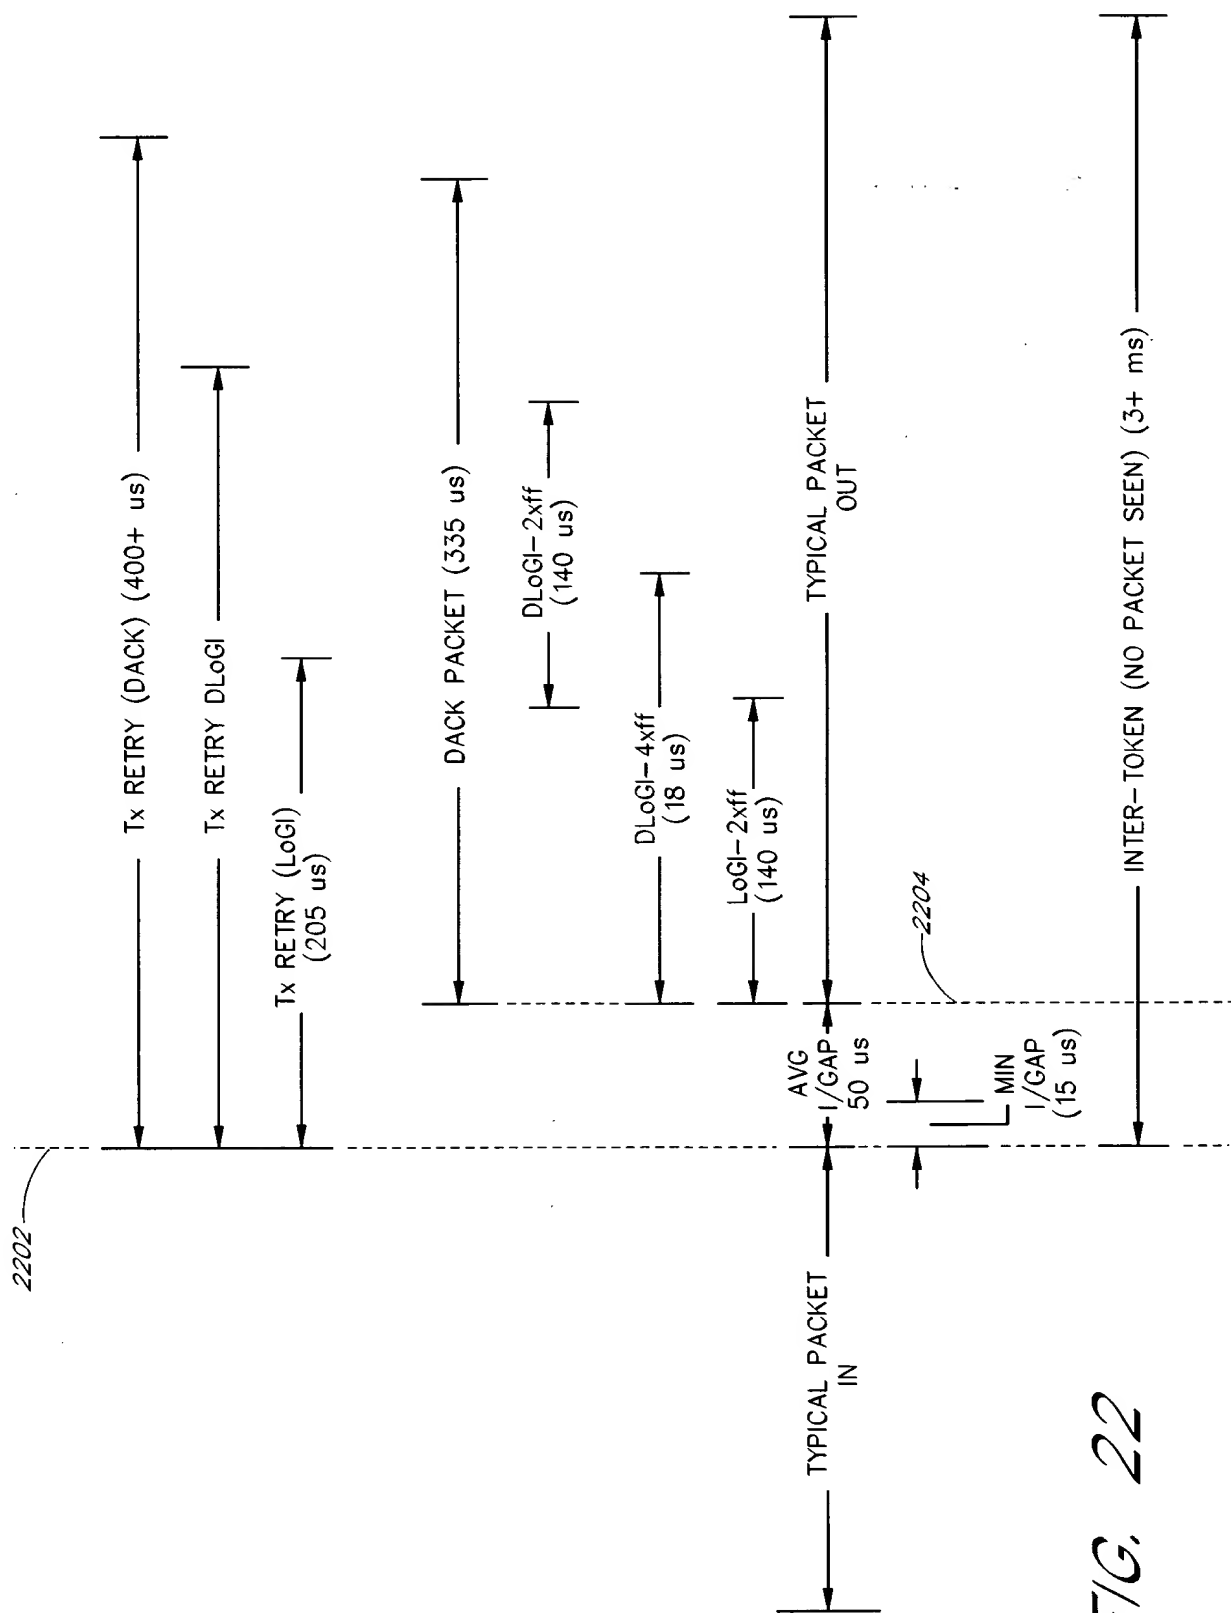 2202
Tx RETRY (DACK) (400+ us)
Tx RETRY DLoGI
Tx RETRY (LoGI)
(205 us)
DACK PACKET (335 us)
DLoGI-2xff
(140 us)
DLoGI-4xff
(18 us)
LoGI-2xff
(140 us)
TYPICAL PACKET
IN
AVG
I/GAP
50 us
TYPICAL PACKET
OUT
MIN
I/GAP
(15 us)
2204
INTER-TOKEN (NO PACKET SEEN) (3+ ms)
FIG. 22